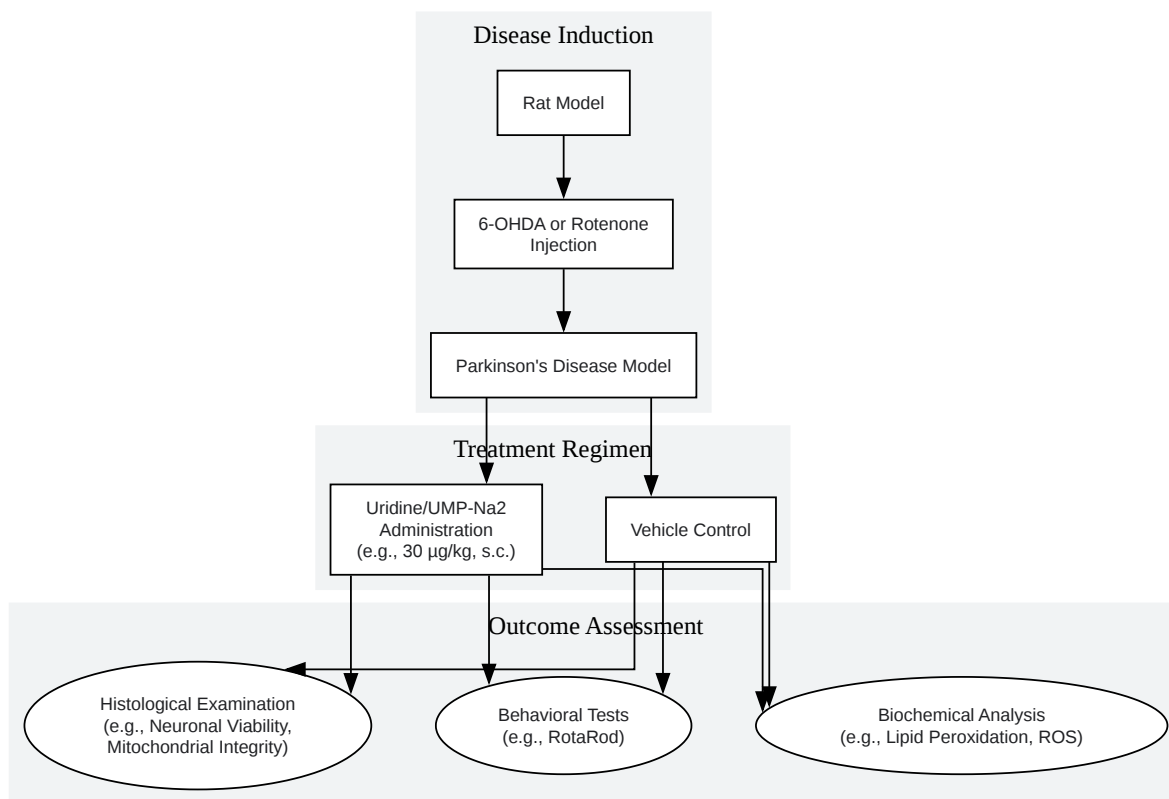 Disease Induction
Rat Model
6-OHDA or Rotenone
Injection
Parkinson's Disease Model
Treatment Regimen
Uridine/UMP-Na2
Administration
(e.g., 30 µg/kg, s.c.)
Vehicle Control
Outcome Assessment
Histological Examination
(e.g., Neuronal Viability,
Mitochondrial Integrity)
Behavioral Tests
(e.g., RotaRod)
Biochemical Analysis
(e.g., Lipid Peroxidation, ROS)